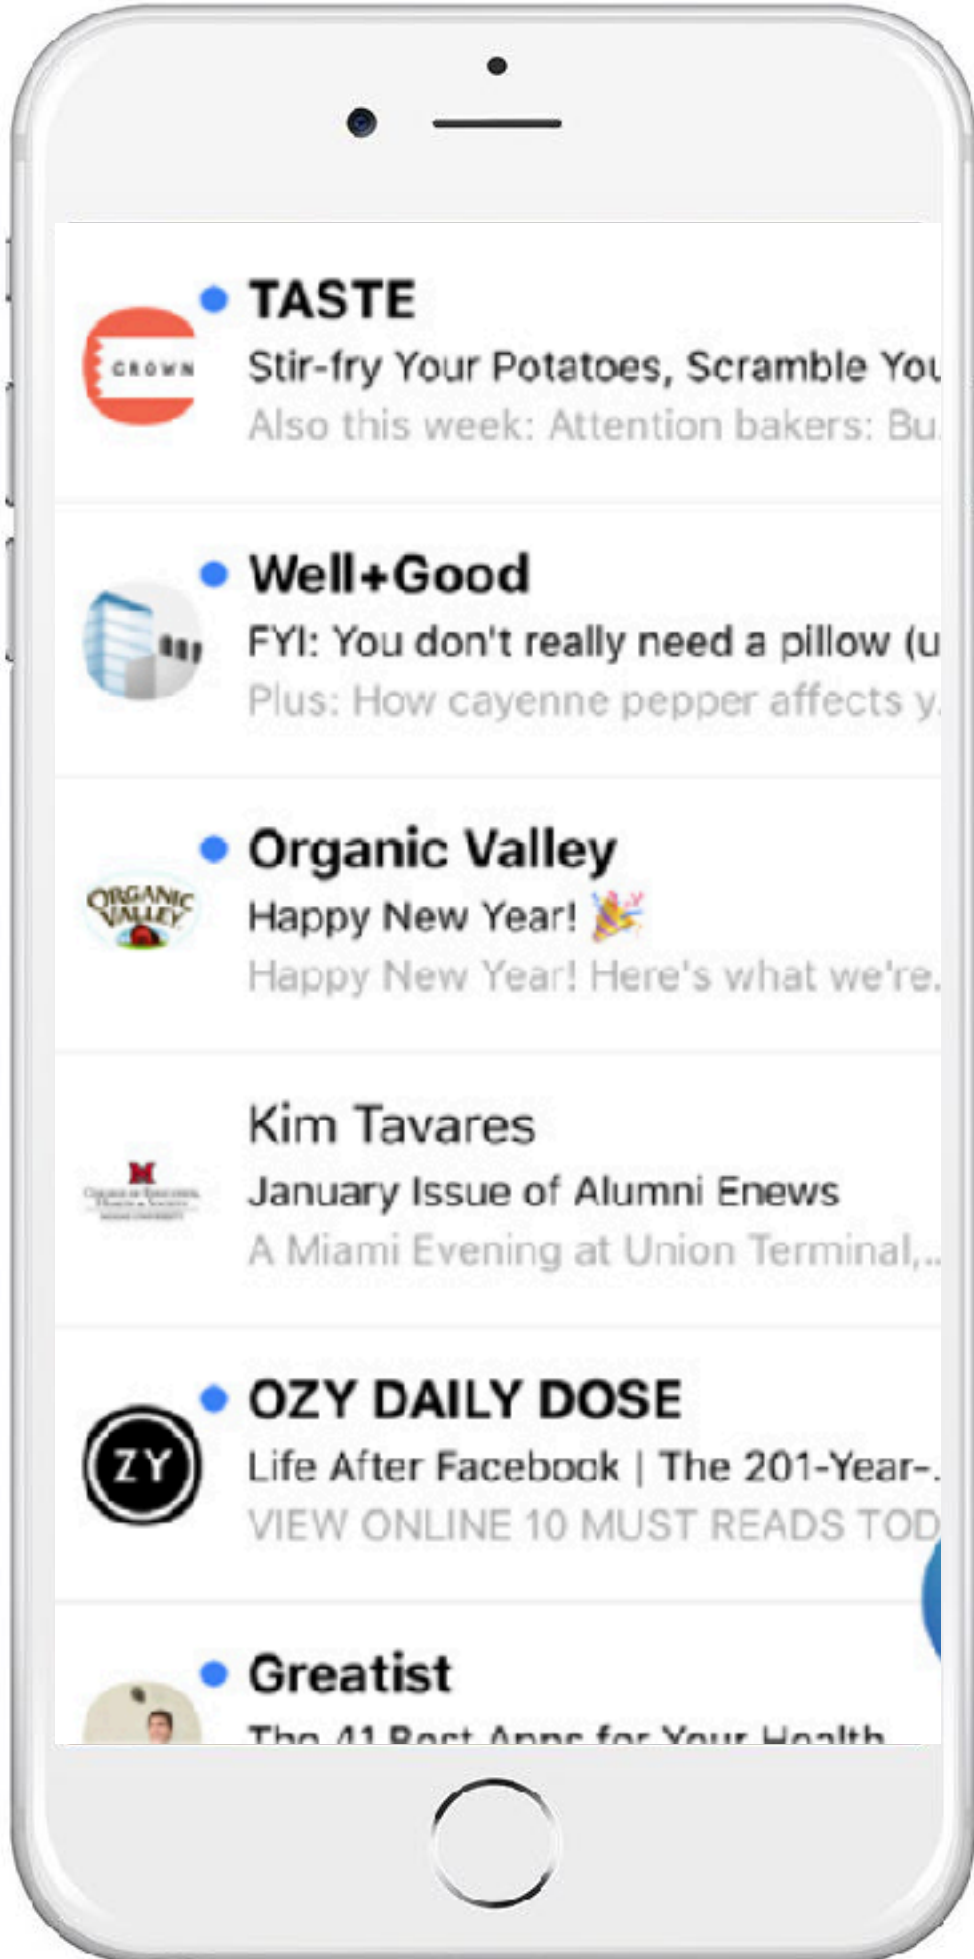 TASTE
CROWN
Stir-fry Your Potatoes, Scramble You
Also this week: Attention bakers: Bu.
Well+Good
FYI: You don't really need a pillow (u
Plus: How cayenne pepper affects y.
Organic Valley
ORGANIC
VALLEY
Happy New Year! 🎉
Happy New Year! Here's what we're.
Kim Tavares
January Issue of Alumni Enews
A Miami Evening at Union Terminal,..
OZY DAILY DOSE
ZY
Life After Facebook | The 201-Year-.
VIEW ONLINE 10 MUST READS TOD
Greatist
The 41 Best Apps for Your Health